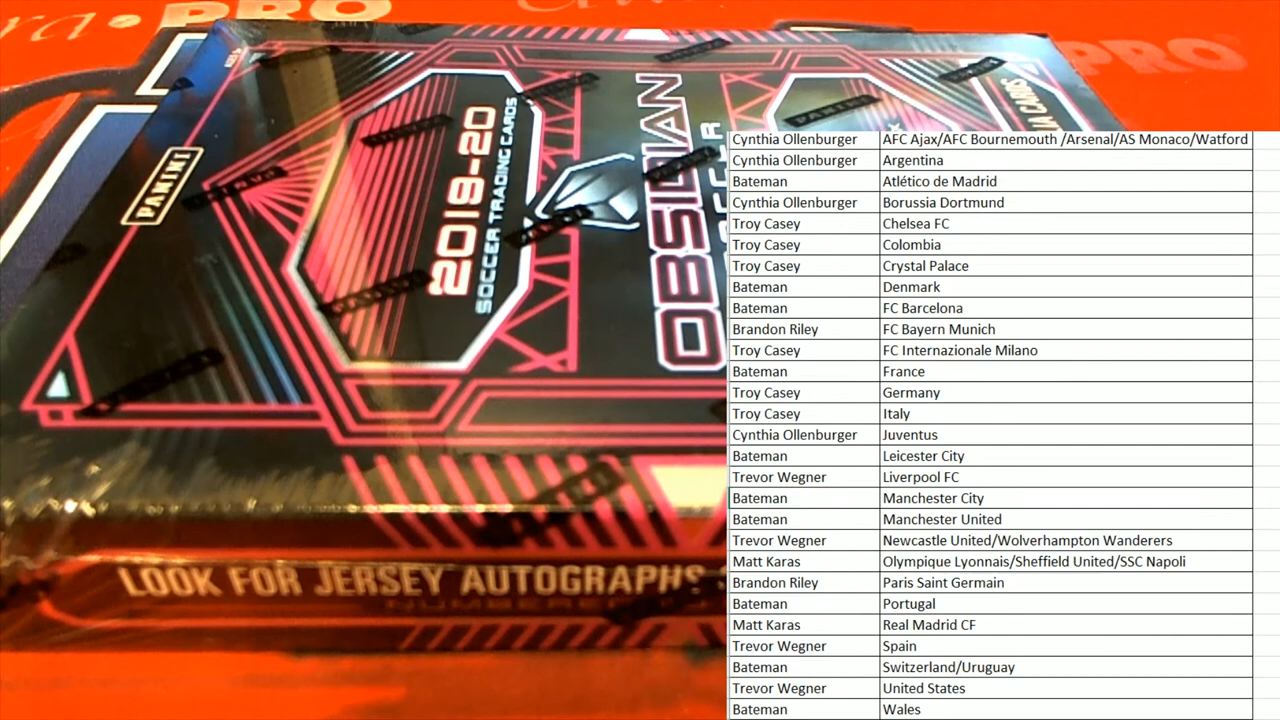 PRO
PRO
PANINI
2019-20
SOCCER TRADING CARDS
OBSIDIAN
LOOK FOR JERSEY AUTOGRAPHS
Cynthia Ollenburger AFC Ajax/AFC Bournemouth /Arsenal/AS Monaco/Watford
Cynthia Ollenburger Argentina
Bateman Atlético de Madrid
Cynthia Ollenburger Borussia Dortmund
Troy Casey Chelsea FC
Troy Casey Colombia
Troy Casey Crystal Palace
Bateman Denmark
Bateman FC Barcelona
Brandon Riley FC Bayern Munich
Troy Casey FC Internazionale Milano
Bateman France
Troy Casey Germany
Troy Casey Italy
Cynthia Ollenburger Juventus
Bateman Leicester City
Trevor Wegner Liverpool FC
Bateman Manchester City
Bateman Manchester United
Trevor Wegner Newcastle United/Wolverhampton Wanderers
Matt Karas Olympique Lyonnais/Sheffield United/SSC Napoli
Brandon Riley Paris Saint Germain
Bateman Portugal
Matt Karas Real Madrid CF
Trevor Wegner Spain
Bateman Switzerland/Uruguay
Trevor Wegner United States
Bateman Wales